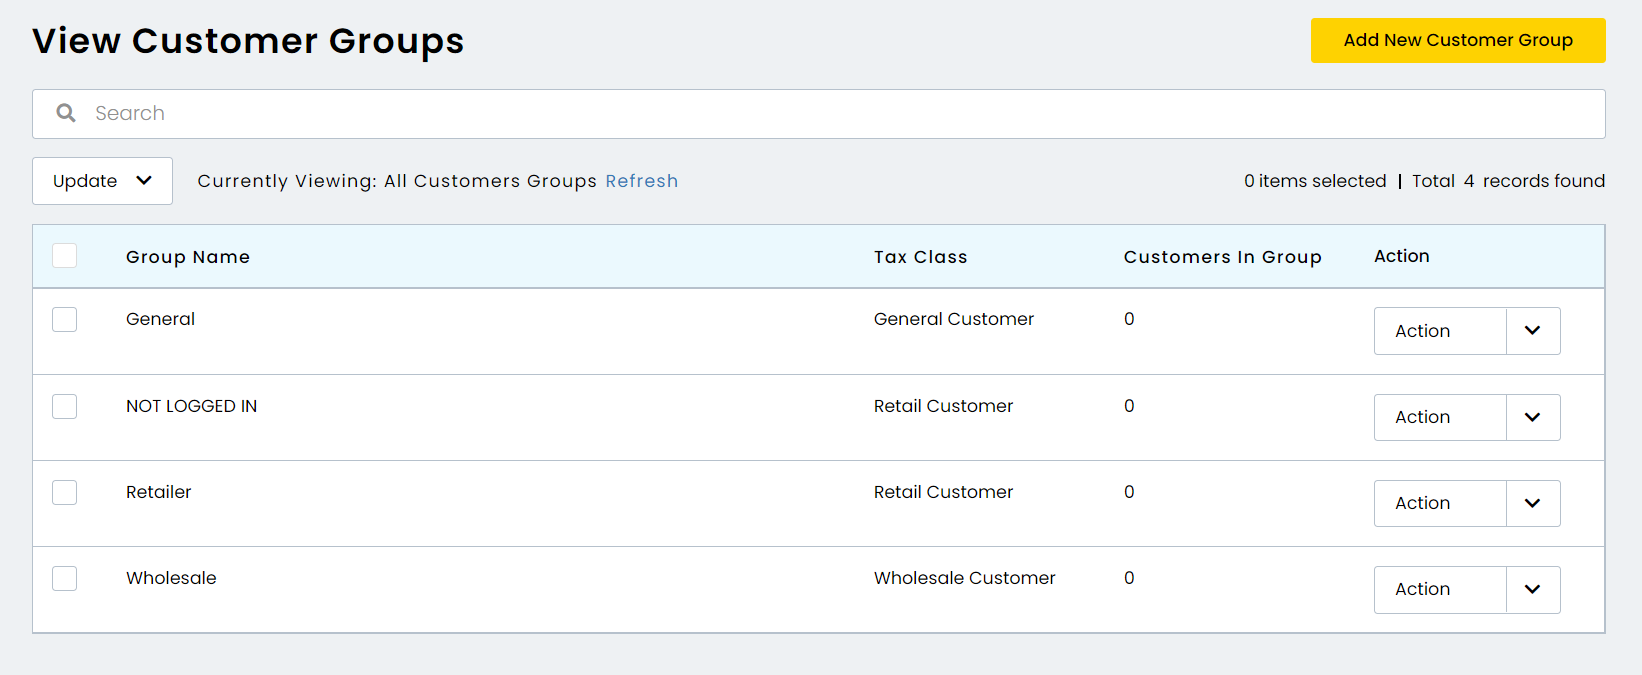 View Customer Groups
Add New Customer Group
Search
Update Currently Viewing: All Customers Groups Refresh 0 items selected | Total 4 records found
Group Name Tax Class Customers In Group Action
General General Customer 0 Action
NOT LOGGED IN Retail Customer 0 Action
Retailer Retail Customer 0 Action
Wholesale Wholesale Customer 0 Action